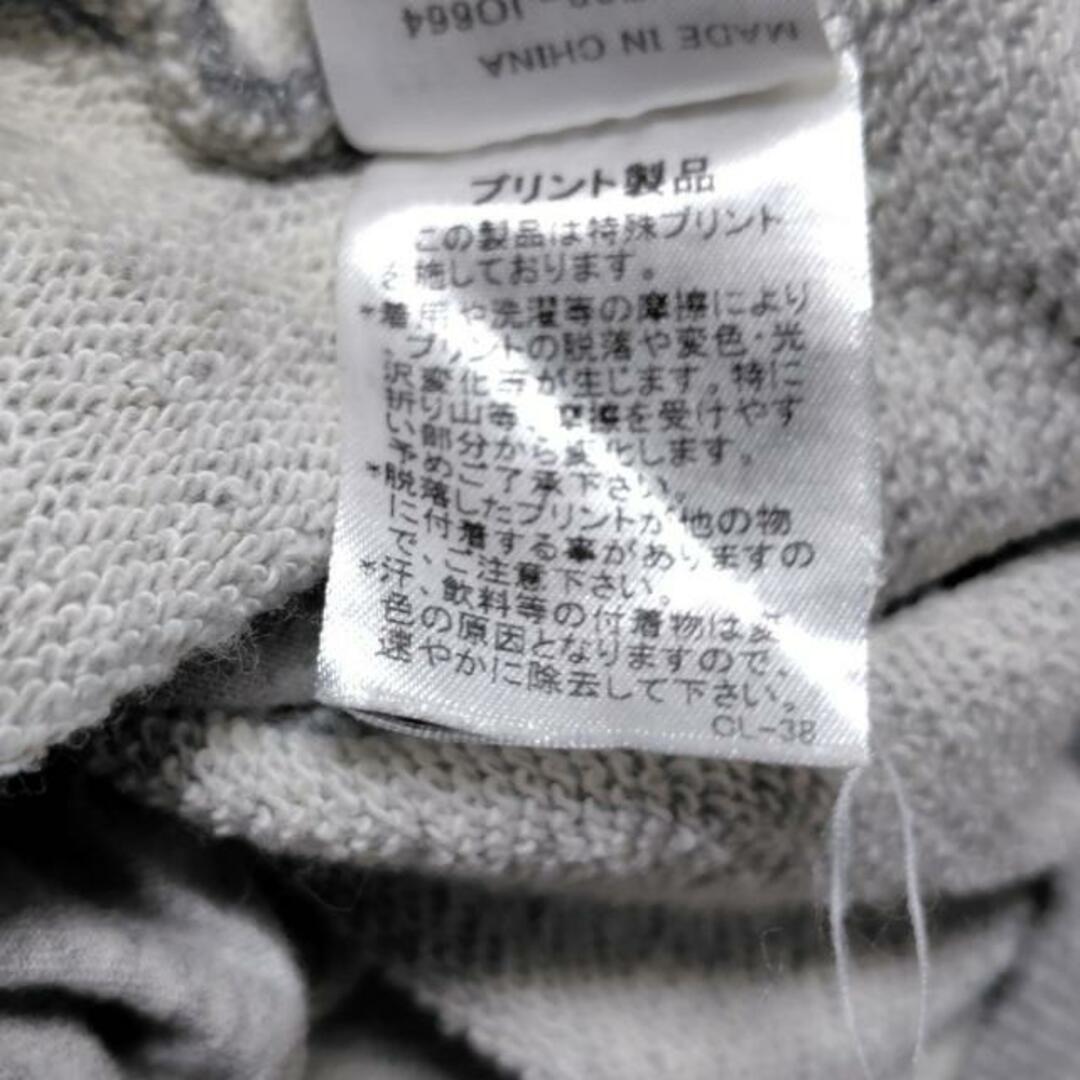 JO664
MADE IN CHINA
プリント製品
この製品は特殊プリント
を施しております。
*着用や洗濯等の摩擦により
プリントの脱落や変色・光
沢変化等が生じます。特に
折り山等、摩擦を受けやす
い部分から変化します。
予めご了承下さい。
*脱落したプリントが他の物
に付着する事がありますの
で、ご注意下さい。
*汗、飲料等の付着物は変
色の原因となりますので、
速やかに除去して下さい。
CL-38